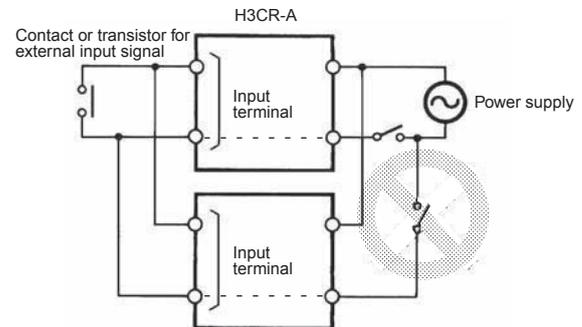 H3CR-A
Contact or transistor for
external input signal
Input
terminal
Power supply
Input
terminal